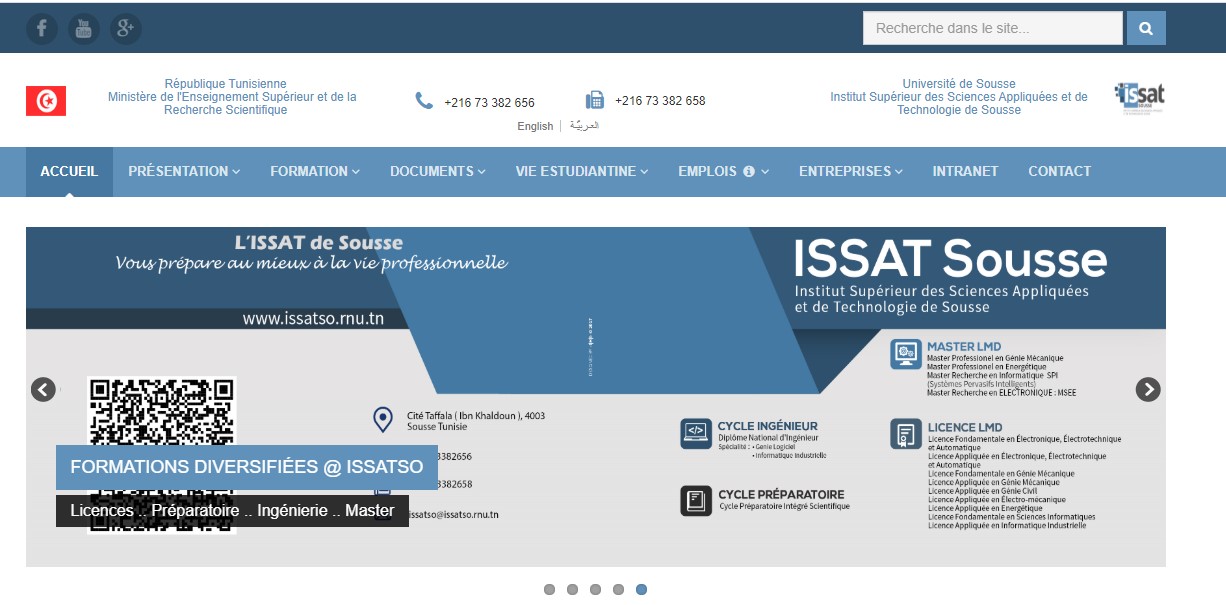 Recherche dans le site...
République Tunisienne
Ministère de l'Enseignement Supérieur et de la
Recherche Scientifique
+216 73 382 656
+216 73 382 658
English
العربيّة
Université de Sousse
Institut Supérieur des Sciences Appliquées et de
Technologie de Sousse
issat
ACCUEIL PRÉSENTATION FORMATION DOCUMENTS VIE ESTUDIANTINE EMPLOIS ENTREPRISES INTRANET CONTACT
L'ISSAT de Sousse
Vous prépare au mieux à la vie professionnelle
www.issatso.rnu.tn
ISSAT Sousse
Institut Supérieur des Sciences Appliquées
et de Technologie de Sousse
Cité Taffala ( Ibn Khaldoun ), 4003
Sousse Tunisie
3382656
3382658
issatso@issatso.rnu.tn
FORMATIONS DIVERSIFIÉES @ ISSATSO
Licences .. Préparatoire .. Ingénierie .. Master
CYCLE INGÉNIEUR
Diplôme National d'Ingénieur
Spécialité : • Genie Logiciel
• Informatique Industrielle
CYCLE PRÉPARATOIRE
Cycle Préparatoire Intégré Scientifique
MASTER LMD
Master Professionel en Génie Mécanique
Master Professionel en Energétique
Master Recherche en Informatique SPI
(Systèmes Pervasifs Intelligents)
Master Recherche en ELECTRONIQUE : MSEE
LICENCE LMD
Licence Fondamentale en Électronique, Électrotechnique
et Automatique
Licence Appliquée en Électronique, Électrotechnique
et Automatique
Licence Fondamentale en Génie Mécanique
Licence Appliquée en Génie Mécanique
Licence Appliquée en Génie Civil
Licence Appliquée en Électro-mécanique
Licence Appliquée en Energétique
Licence Fondamentale en Sciences Informatiques
Licence Appliquée en Informatique Industrielle